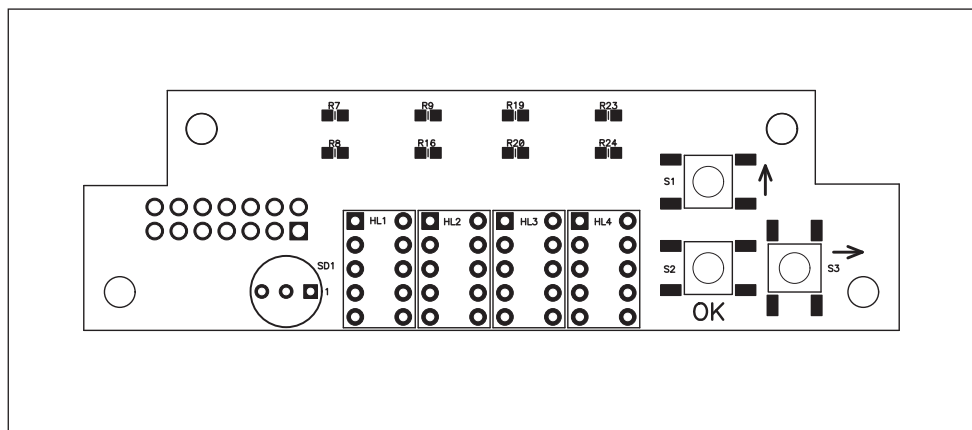 R7 R9 R19 R23
R8 R16 R20 R24
S1
HL1 HL2 HL3 HL4
SD1
1
S2 S3
OK